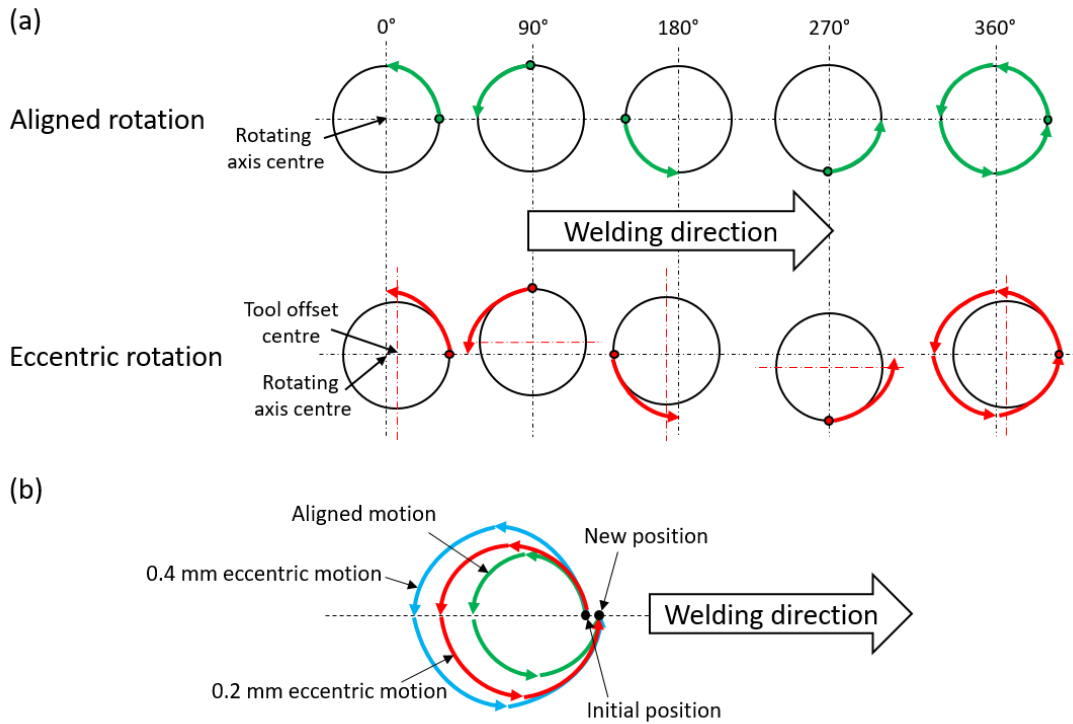 (a)
0˚
90˚
180˚
270˚
360˚
Aligned rotation
Rotating
axis centre
Welding direction
Tool offset
centre
Eccentric rotation
Rotating
axis centre
(b)
Aligned motion
New position
0.4 mm eccentric motion
Welding direction
0.2 mm eccentric motion
Initial position